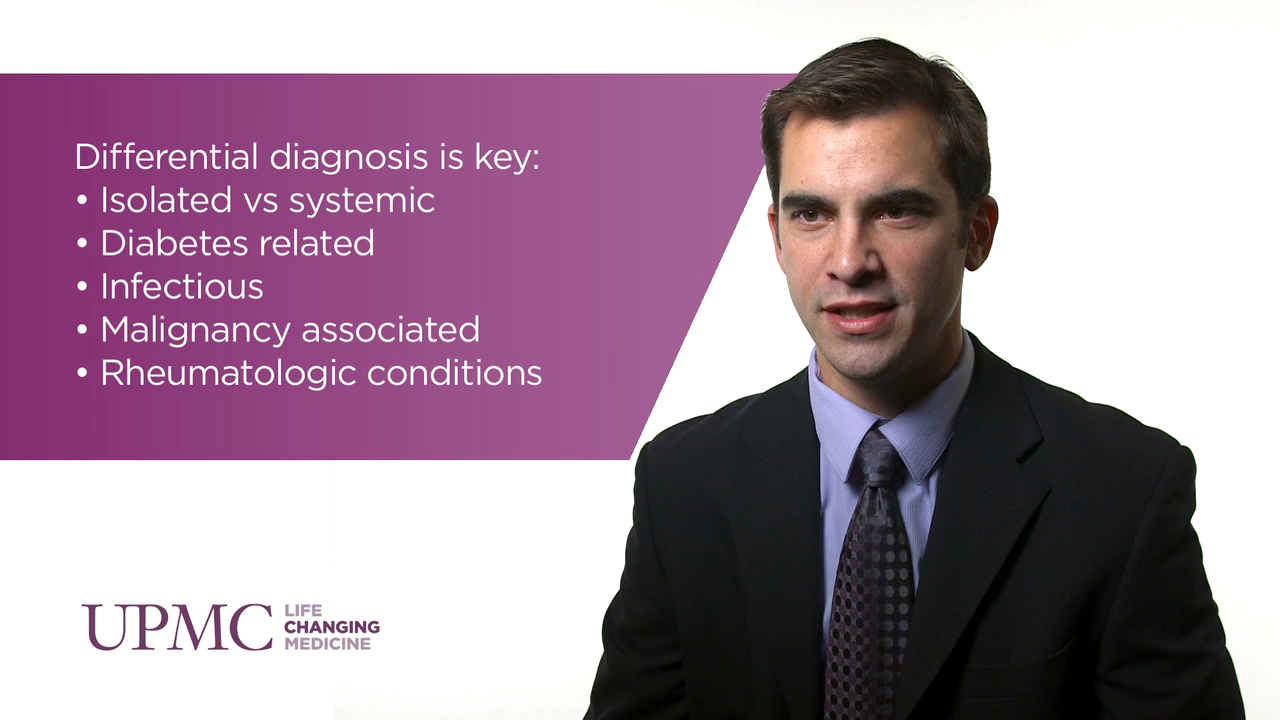 Differential diagnosis is key:
• Isolated vs systemic
• Diabetes related
• Infectious
• Malignancy associated
• Rheumatologic conditions
UPMC
LIFE
CHANGING
MEDICINE